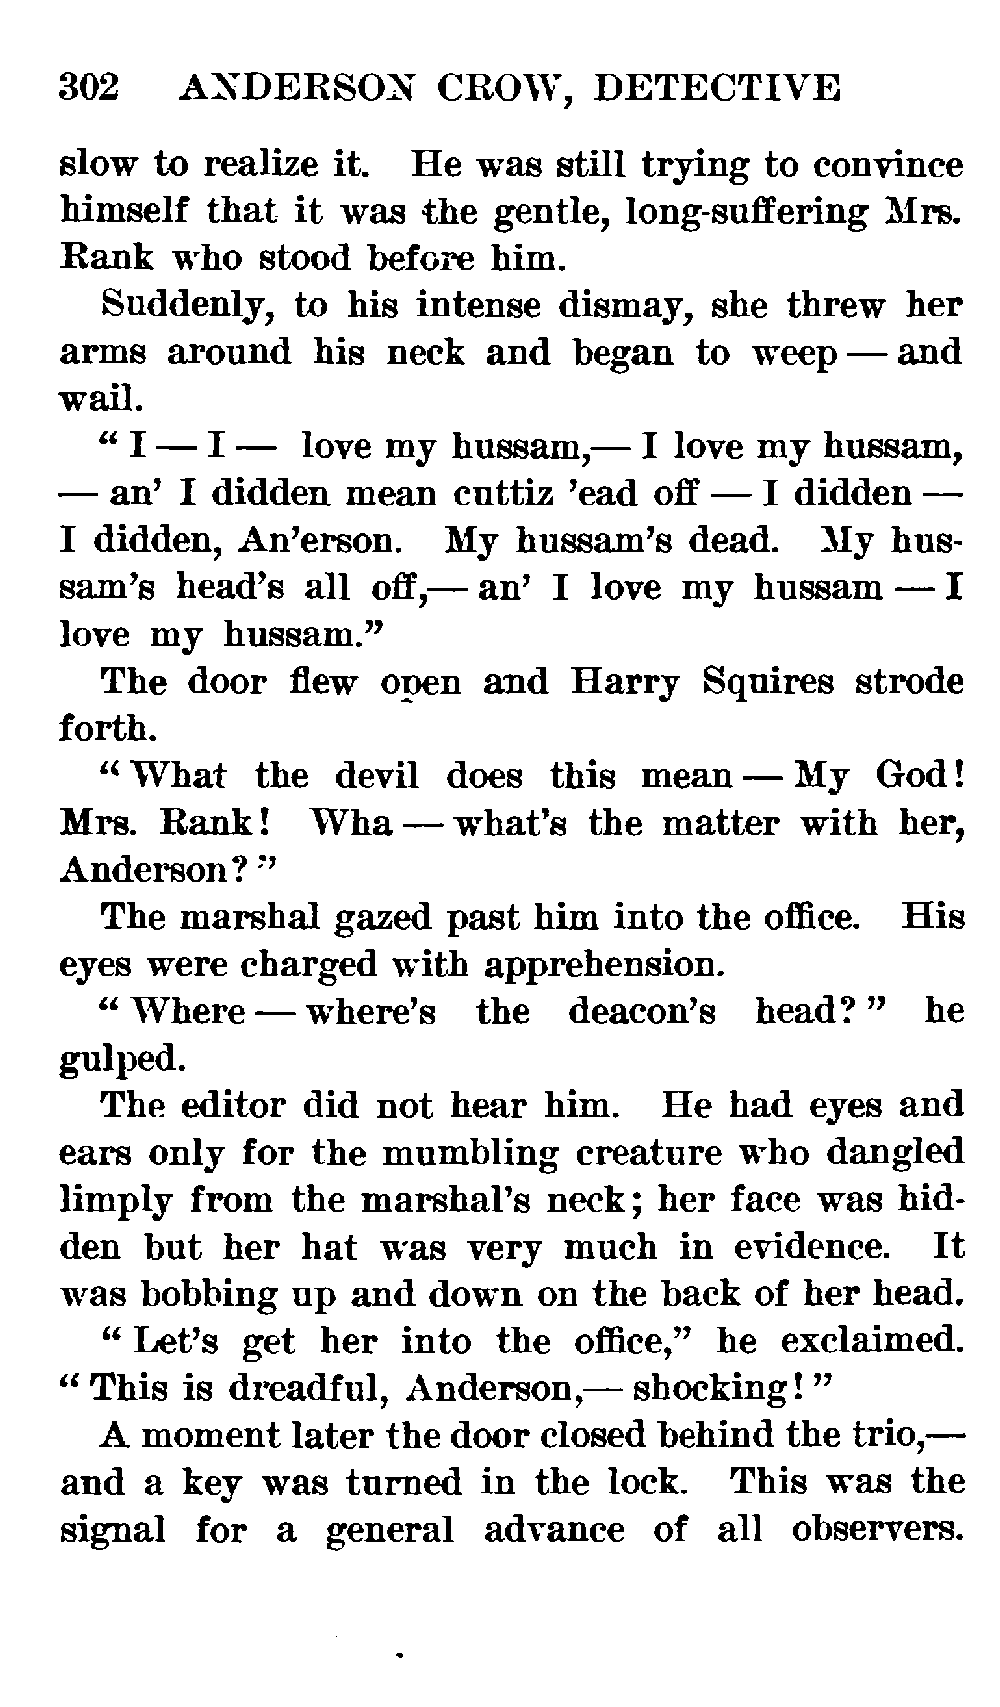 302 ANDERSON CROW, DETECTIVE
slow to realize it. He was still trying to convince
himself that it was the gentle, long-suffering Mrs.
Rank who stood before him.
Suddenly, to his intense dismay, she threw her
arms around his neck and began to weep — and
wail.
" I — I — love my hussam,— I love my hussam,
— an' I didden mean cuttiz 'ead off — I didden —
I didden, An'erson. My hussam's dead. My hus-
sam's head's all off,— an' I love my hussam — I
love my hussam."
The door flew open and Harry Squires strode
forth.
" What the devil does this mean — My God!
Mrs. Rank! Wha — what's the matter with her,
Anderson? "
The marshal gazed past him into the office. His
eyes were charged with apprehension.
" Where — where's the deacon's head? " he
gulped.
The editor did not hear him. He had eyes and
ears only for the mumbling creature who dangled
limply from the marshal's neck; her face was hid-
den but her hat was very much in evidence. It
was bobbing up and down on the back of her head.
" Let's get her into the office," he exclaimed.
" This is dreadful, Anderson,— shocking! "
A moment later the door closed behind the trio,—
and a key was turned in the lock. This was the
signal for a general advance of all observers.